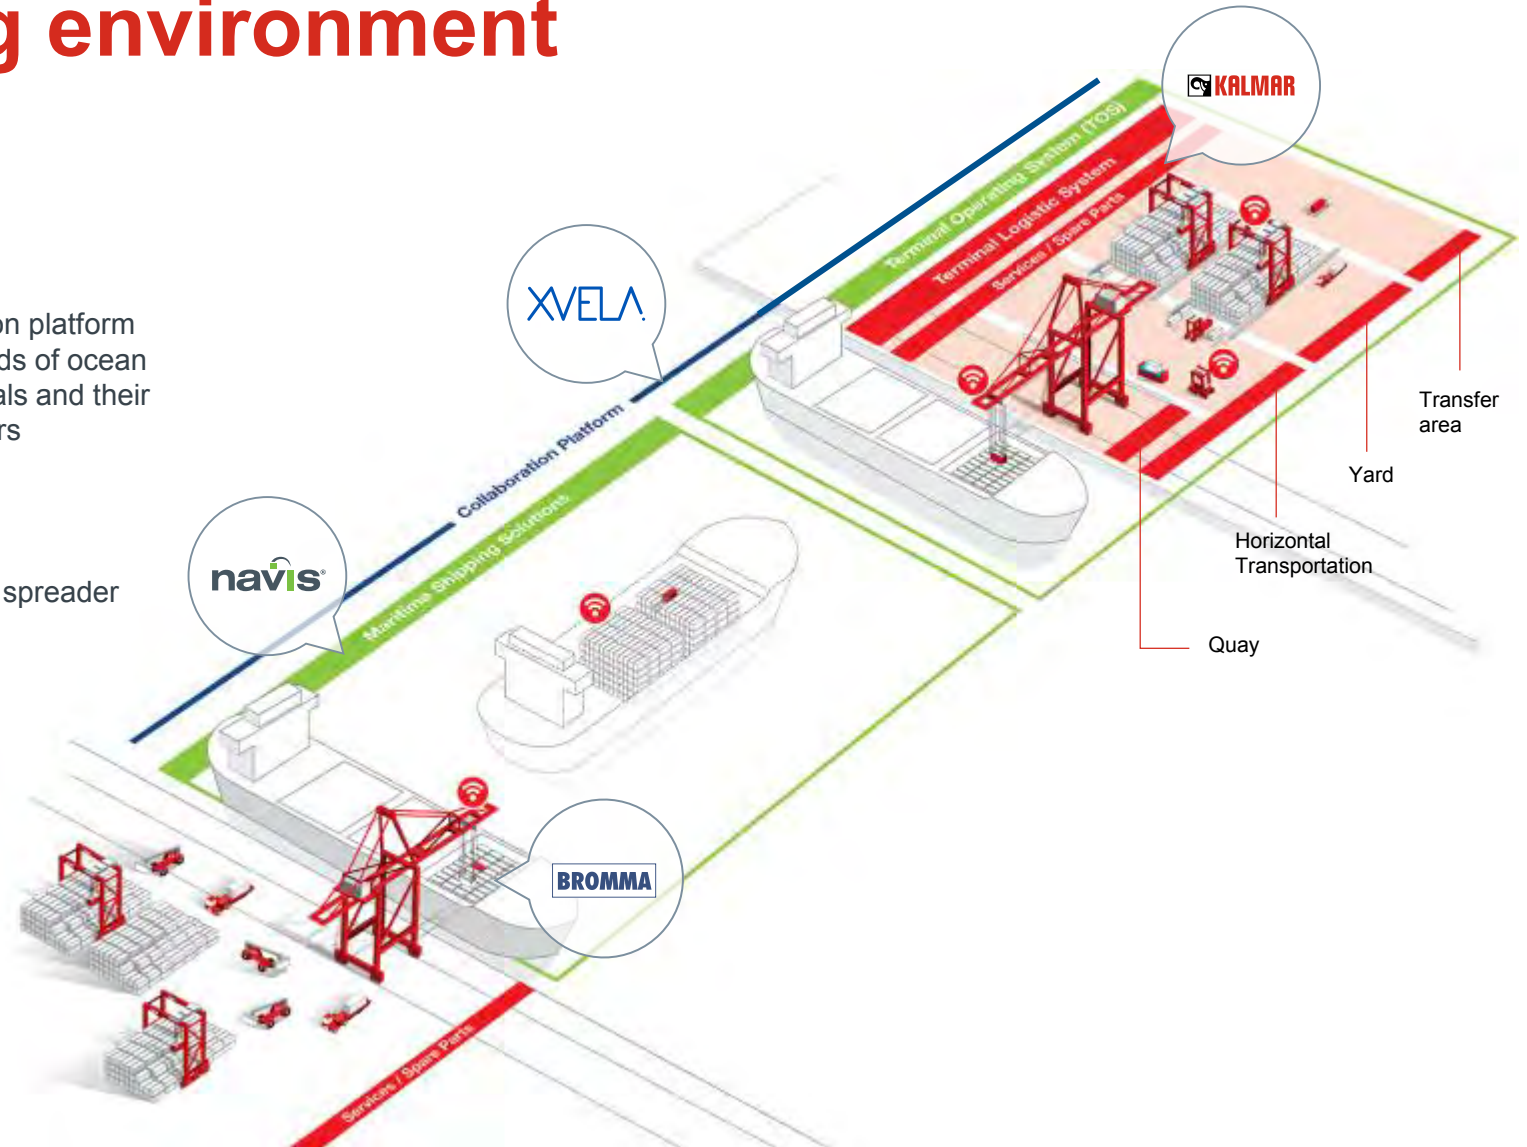 g environment
KALMAR
Terminal Operating System (TOS)
Terminal Logistic System
Services / Spare Parts
XVELA
on platform
ds of ocean
als and their
rs
Collaboration Platform
Transfer
area
Yard
Horizontal
Transportation
Quay
Maritime Shipping Solutions
navis®
spreader
BROMMA
Services / Spare Parts